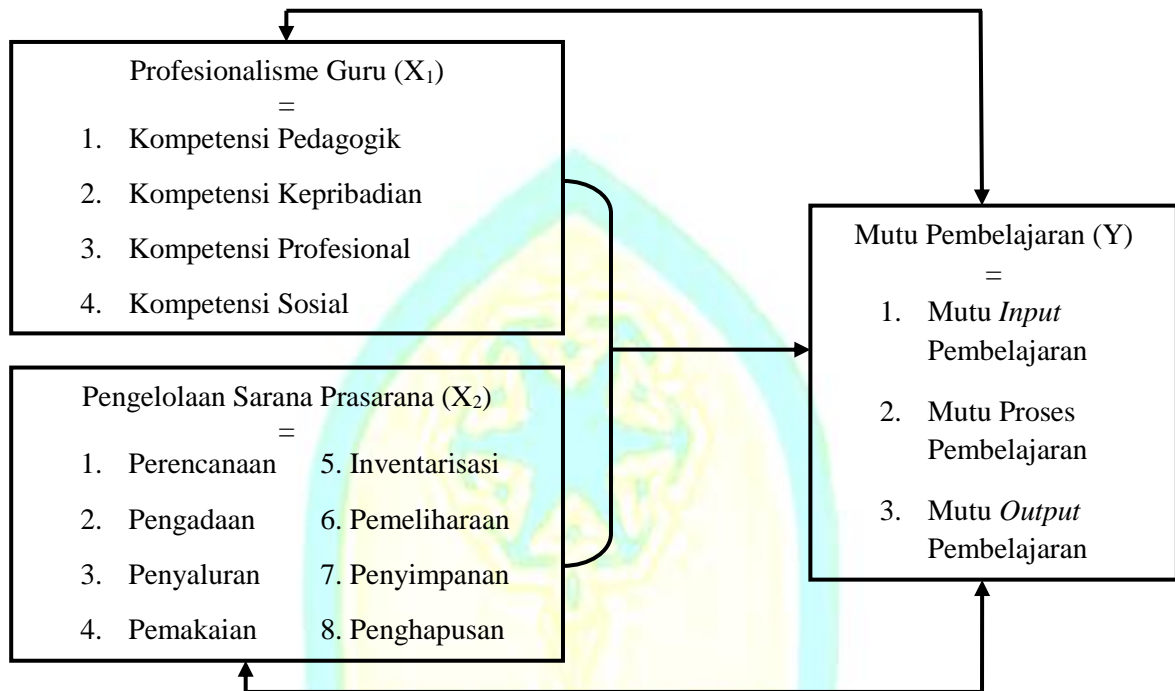 Profesionalisme Guru (X₁)
=
1. Kompetensi Pedagogik
2. Kompetensi Kepribadian
3. Kompetensi Profesional
4. Kompetensi Sosial
Pengelolaan Sarana Prasarana (X₂)
=
1. Perencanaan 5. Inventarisasi
2. Pengadaan 6. Pemeliharaan
3. Penyaluran 7. Penyimpanan
4. Pemakaian 8. Penghapusan
Mutu Pembelajaran (Y)
=
1. Mutu Input
Pembelajaran
2. Mutu Proses
Pembelajaran
3. Mutu Output
Pembelajaran